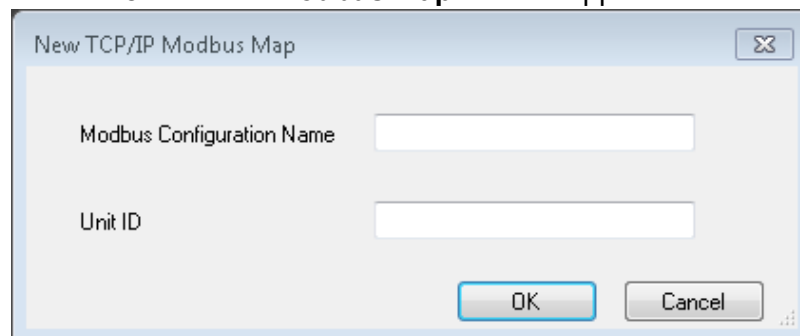 New TCP/IP Modbus Map
Modbus Configuration Name
Unit ID
OK Cancel